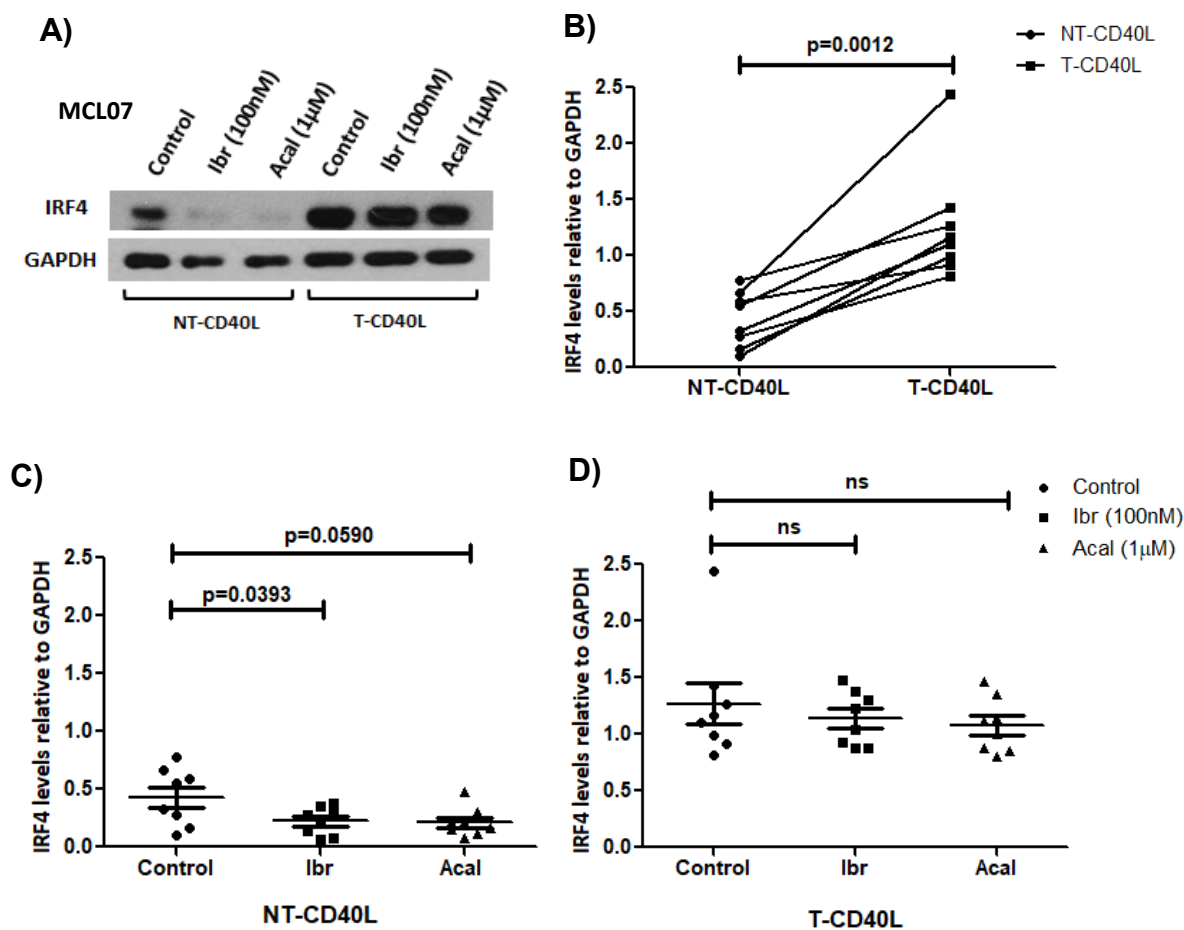 A)
MCL07
Control Ibr (100nM) Acal (1µM) Control Ibr (100nM) Acal (1µM)
IRF4
GAPDH
NT-CD40L T-CD40L
B)
p=0.0012
NT-CD40L
T-CD40L
IRF4 levels relative to GAPDH
2.5
2.0
1.5
1.0
0.5
0.0
NT-CD40L T-CD40L
C)
p=0.0590
p=0.0393
IRF4 levels relative to GAPDH
2.5
2.0
1.5
1.0
0.5
0.0
Control Ibr Acal
NT-CD40L
D)
ns
ns
Control
Ibr (100nM)
Acal (1µM)
IRF4 levels relative to GAPDH
2.5
2.0
1.5
1.0
0.5
0.0
Control Ibr Acal
T-CD40L